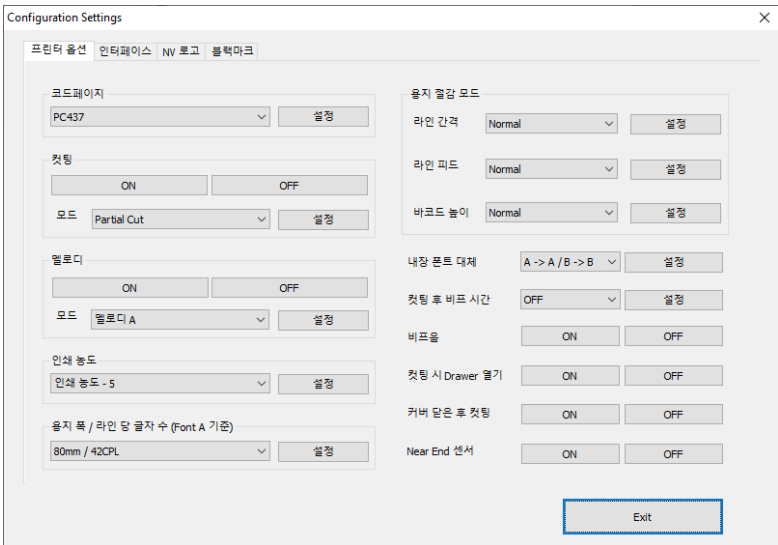 Configuration Settings
프린터 옵션 인터페이스 NV 로고 블랙마크
코드페이지
PC437 설정
컷팅
ON OFF
모드 Partial Cut 설정
멜로디
ON OFF
모드 멜로디 A 설정
인쇄 농도
인쇄 농도 - 5 설정
용지 폭 / 라인 당 글자 수 (Font A 기준)
80mm / 42CPL 설정
용지 절감 모드
라인 간격 Normal 설정
라인 피드 Normal 설정
바코드 높이 Normal 설정
내장 폰트 대체 A -> A / B -> B 설정
컷팅 후 비프 시간 OFF 설정
비프음 ON OFF
컷팅 시 Drawer 열기 ON OFF
커버 닫은 후 컷팅 ON OFF
Near End 센서 ON OFF
Exit